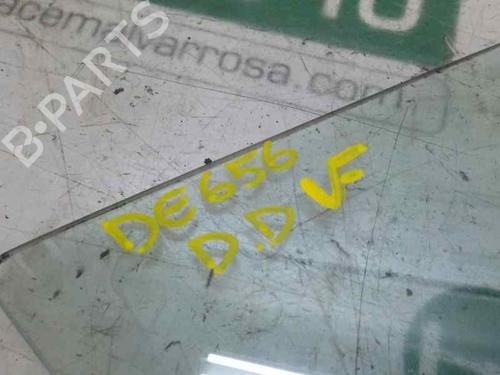 acemalvarrosa.com
B-PARTS
DE656
D.D VF